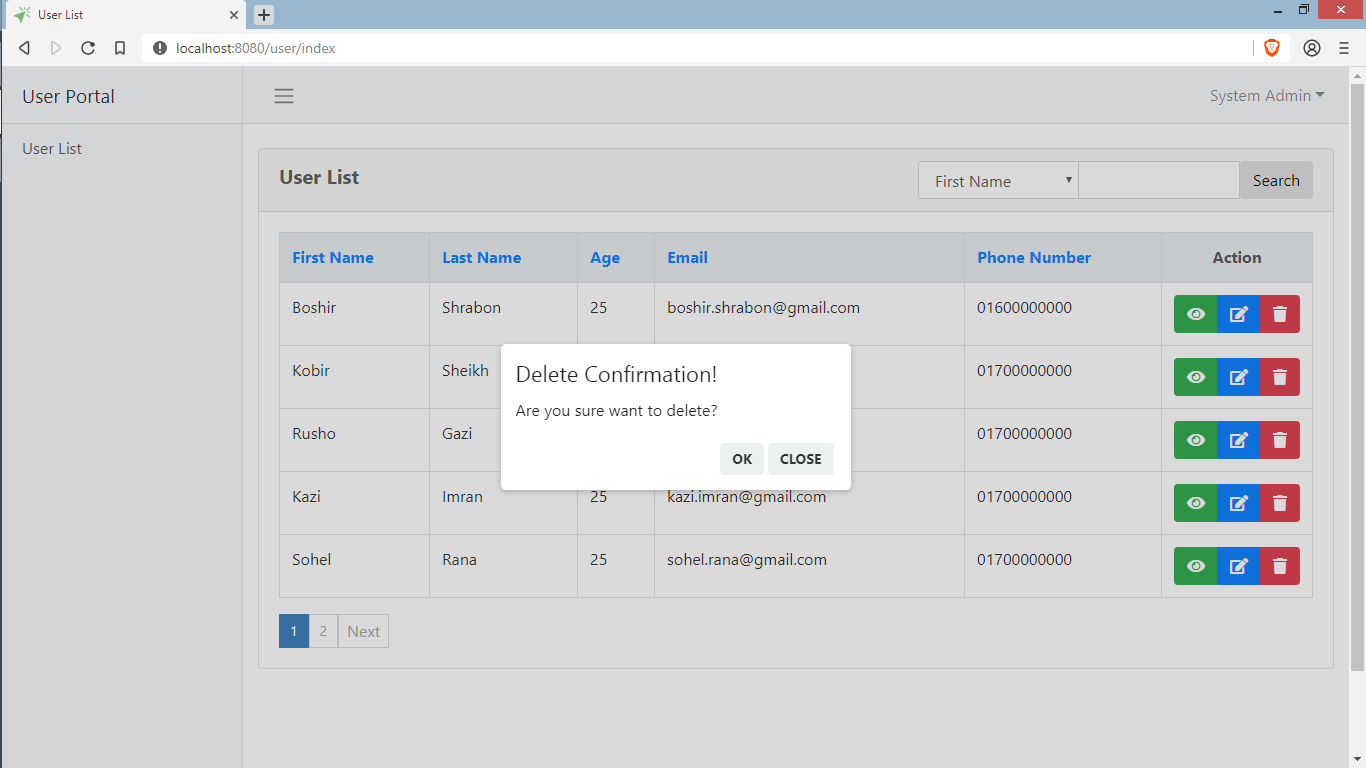 User List
localhost:8080/user/index
User Portal
System Admin
User List
User List
First Name
Search
First Name Last Name Age Email Phone Number Action
Boshir Shrabon 25 boshir.shrabon@gmail.com 01600000000
Kobir Sheikh 01700000000
Rusho Gazi 01700000000
Kazi Imran 25 kazi.imran@gmail.com 01700000000
Sohel Rana 25 sohel.rana@gmail.com 01700000000
Delete Confirmation!
Are you sure want to delete?
OK CLOSE
1 2 Next